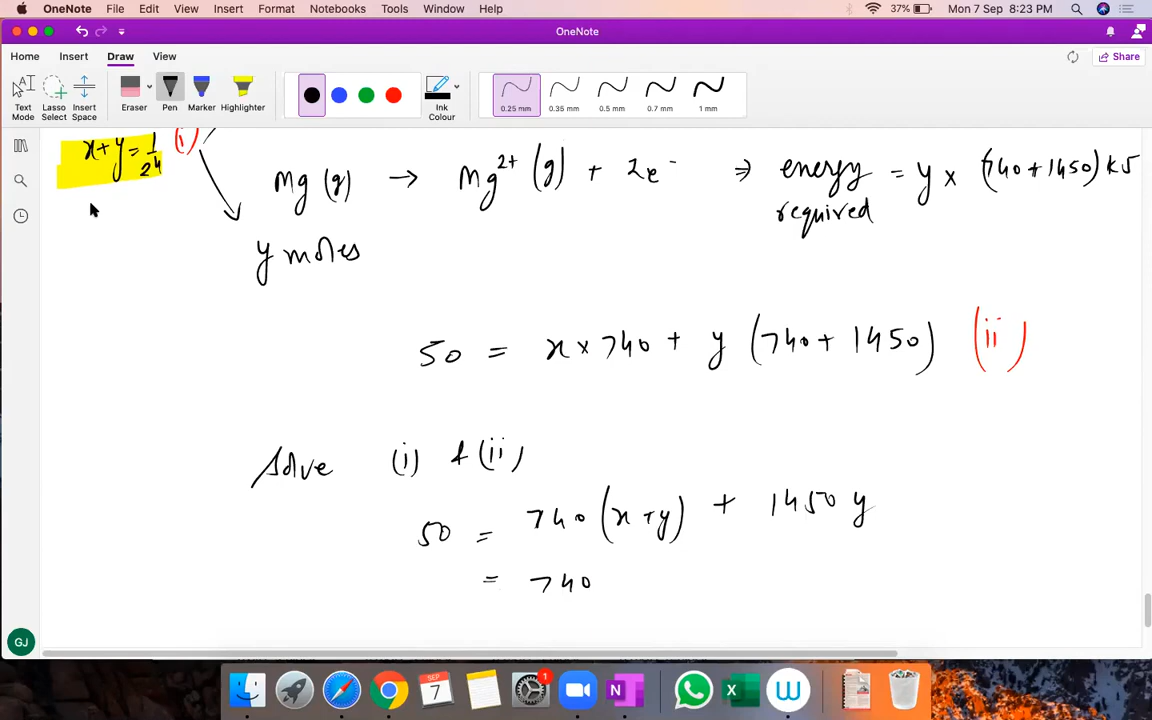 OneNote File Edit View Insert Format Notebooks Tools Window Help 37% Mon 7 Sep 8:23 PM
OneNote
Home Insert Draw View Share
Text Mode Lasso Select Insert Space Eraser Pen Marker Highlighter Ink Colour 0.25 mm 0.35 mm 0.5 mm 0.7 mm 1 mm
x+y = 1/24 (i)
Mg (g) → Mg²⁺ (g) + 2e⁻ ⇒ energy required = y × (740 + 1450) kJ
y moles
50 = x × 740 + y (740 + 1450) (ii)
Solve (i) & (ii)
50 = 740 (x + y) + 1450 y
= 740
GJ
SEP 7 1 N X W